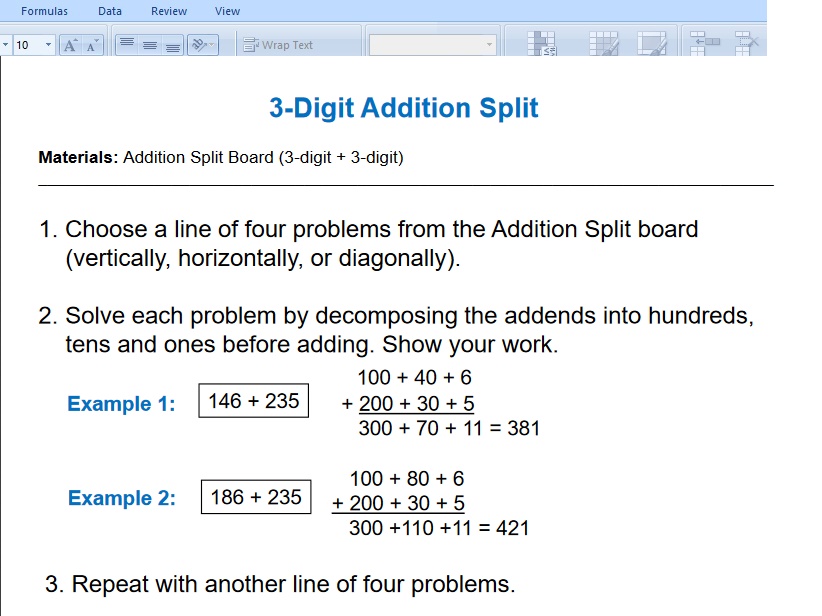 Formulas Data Review View
10 A A Wrap Text
3-Digit Addition Split
Materials: Addition Split Board (3-digit + 3-digit)
1. Choose a line of four problems from the Addition Split board
(vertically, horizontally, or diagonally).
2. Solve each problem by decomposing the addends into hundreds,
tens and ones before adding. Show your work.
100 + 40 + 6
Example 1: 146 + 235 + 200 + 30 + 5
300 + 70 + 11 = 381
100 + 80 + 6
Example 2: 186 + 235 + 200 + 30 + 5
300 +110 +11 = 421
3. Repeat with another line of four problems.